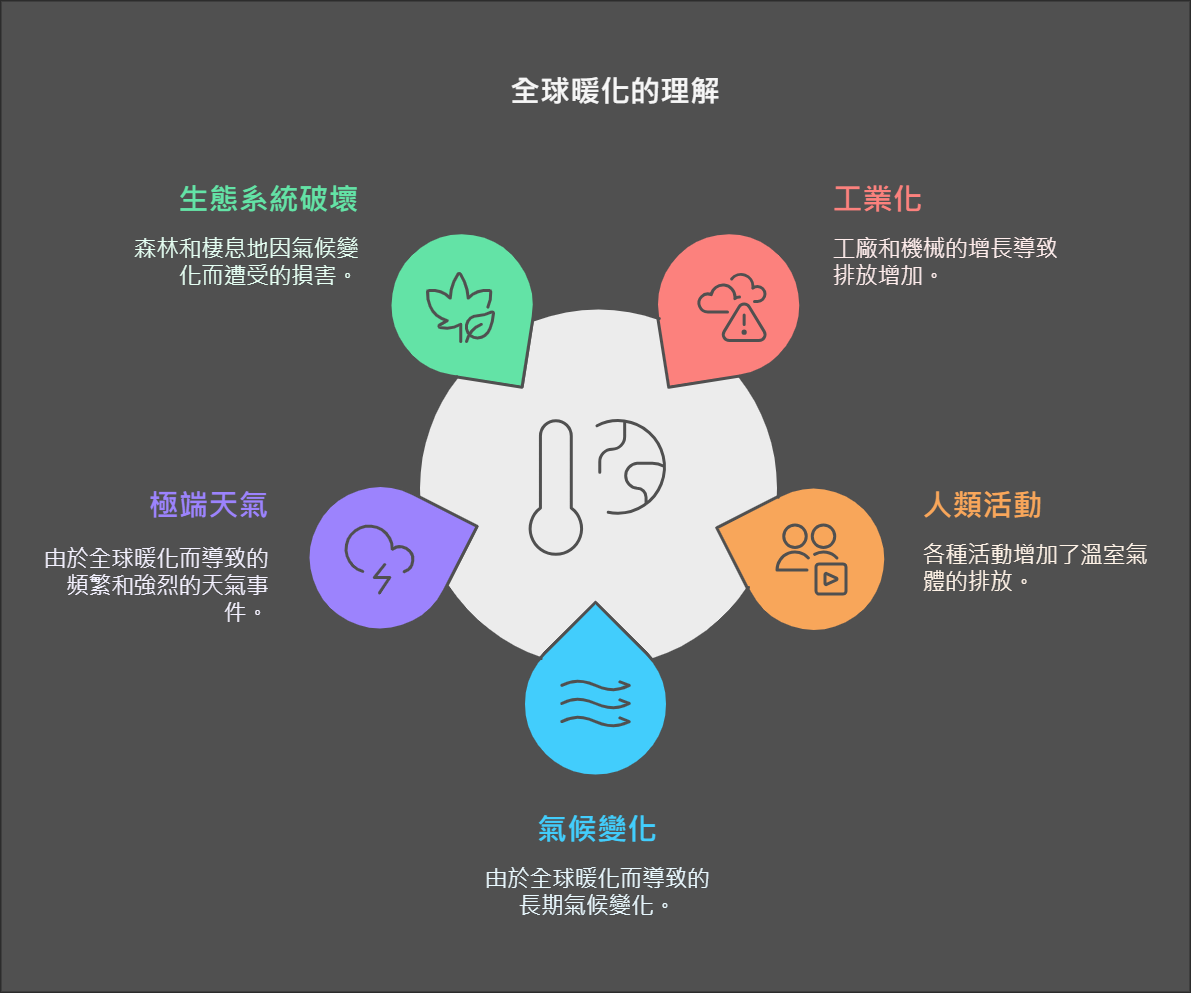 全球暖化的理解
生態系統破壞
森林和棲息地因氣候變
化而遭受的損害。
工業化
工廠和機械的增長導致
排放增加。
極端天氣
由於全球暖化而導致的
頻繁和強烈的天氣事
件。
人類活動
各種活動增加了溫室氣
體的排放。
氣候變化
由於全球暖化而導致的
長期氣候變化。